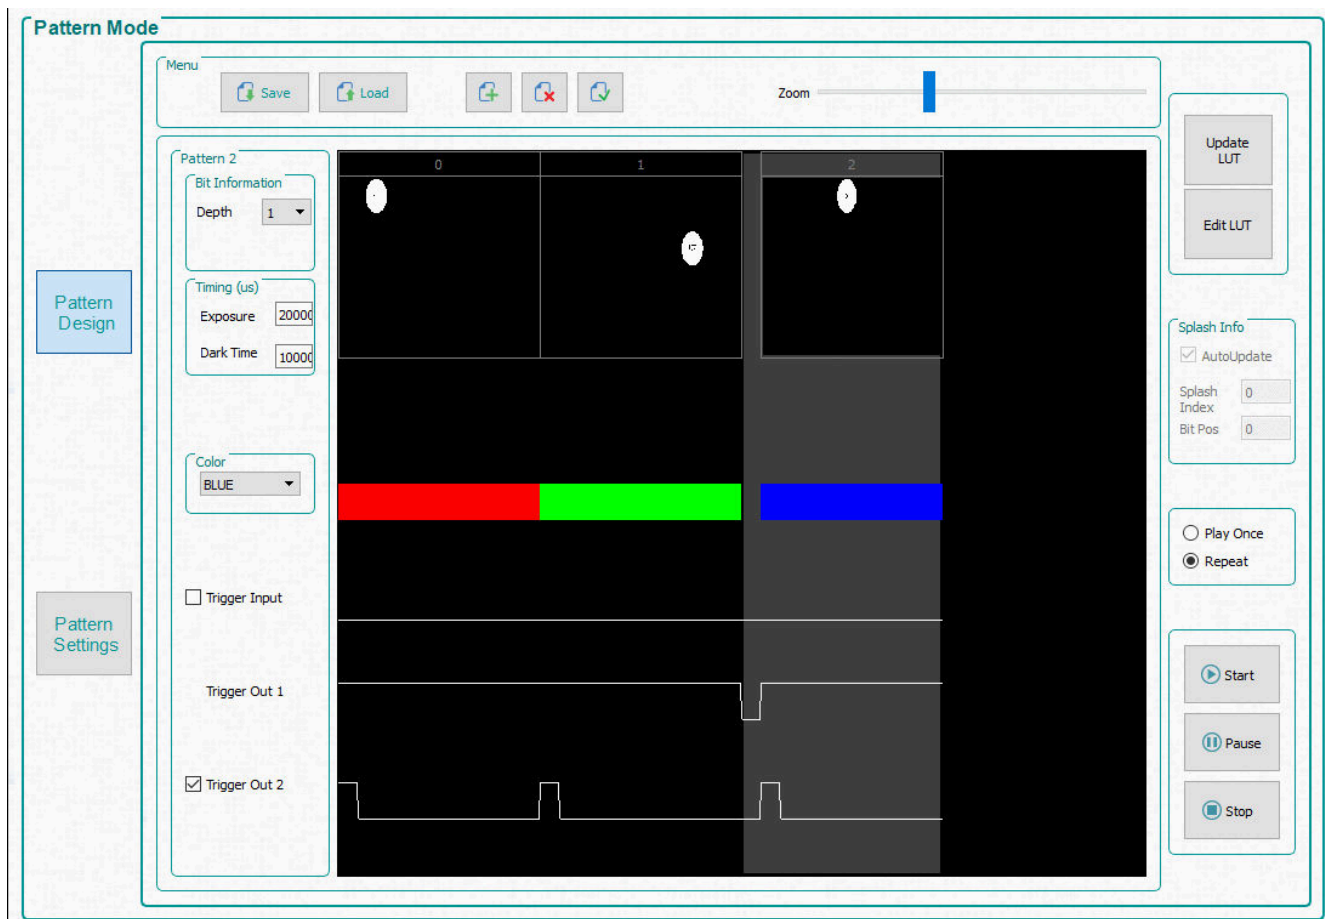 Pattern Mode
Menu
Save
Load
Zoom
Pattern 2
Bit Information
Depth 1
Timing (us)
Exposure 20000
Dark Time 10000
Color
BLUE
Trigger Input
Trigger Out 1
Trigger Out 2
0 1 2
Pattern
Design
Pattern
Settings
Update
LUT
Edit LUT
Splash Info
AutoUpdate
Splash
Index
0
Bit Pos 0
Play Once
Repeat
Start
Pause
Stop